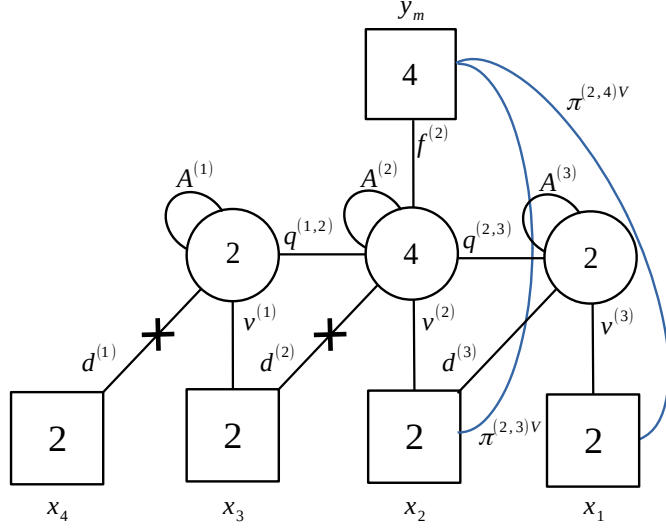 y_m
4
π^(2,4)V
f^(2)
A^(1)
A^(2)
A^(3)
2
q^(1,2)
4
q^(2,3)
2
v^(1)
v^(2)
v^(3)
d^(1)
d^(2)
d^(3)
2
2
2
2
π^(2,3)V
x_4
x_3
x_2
x_1